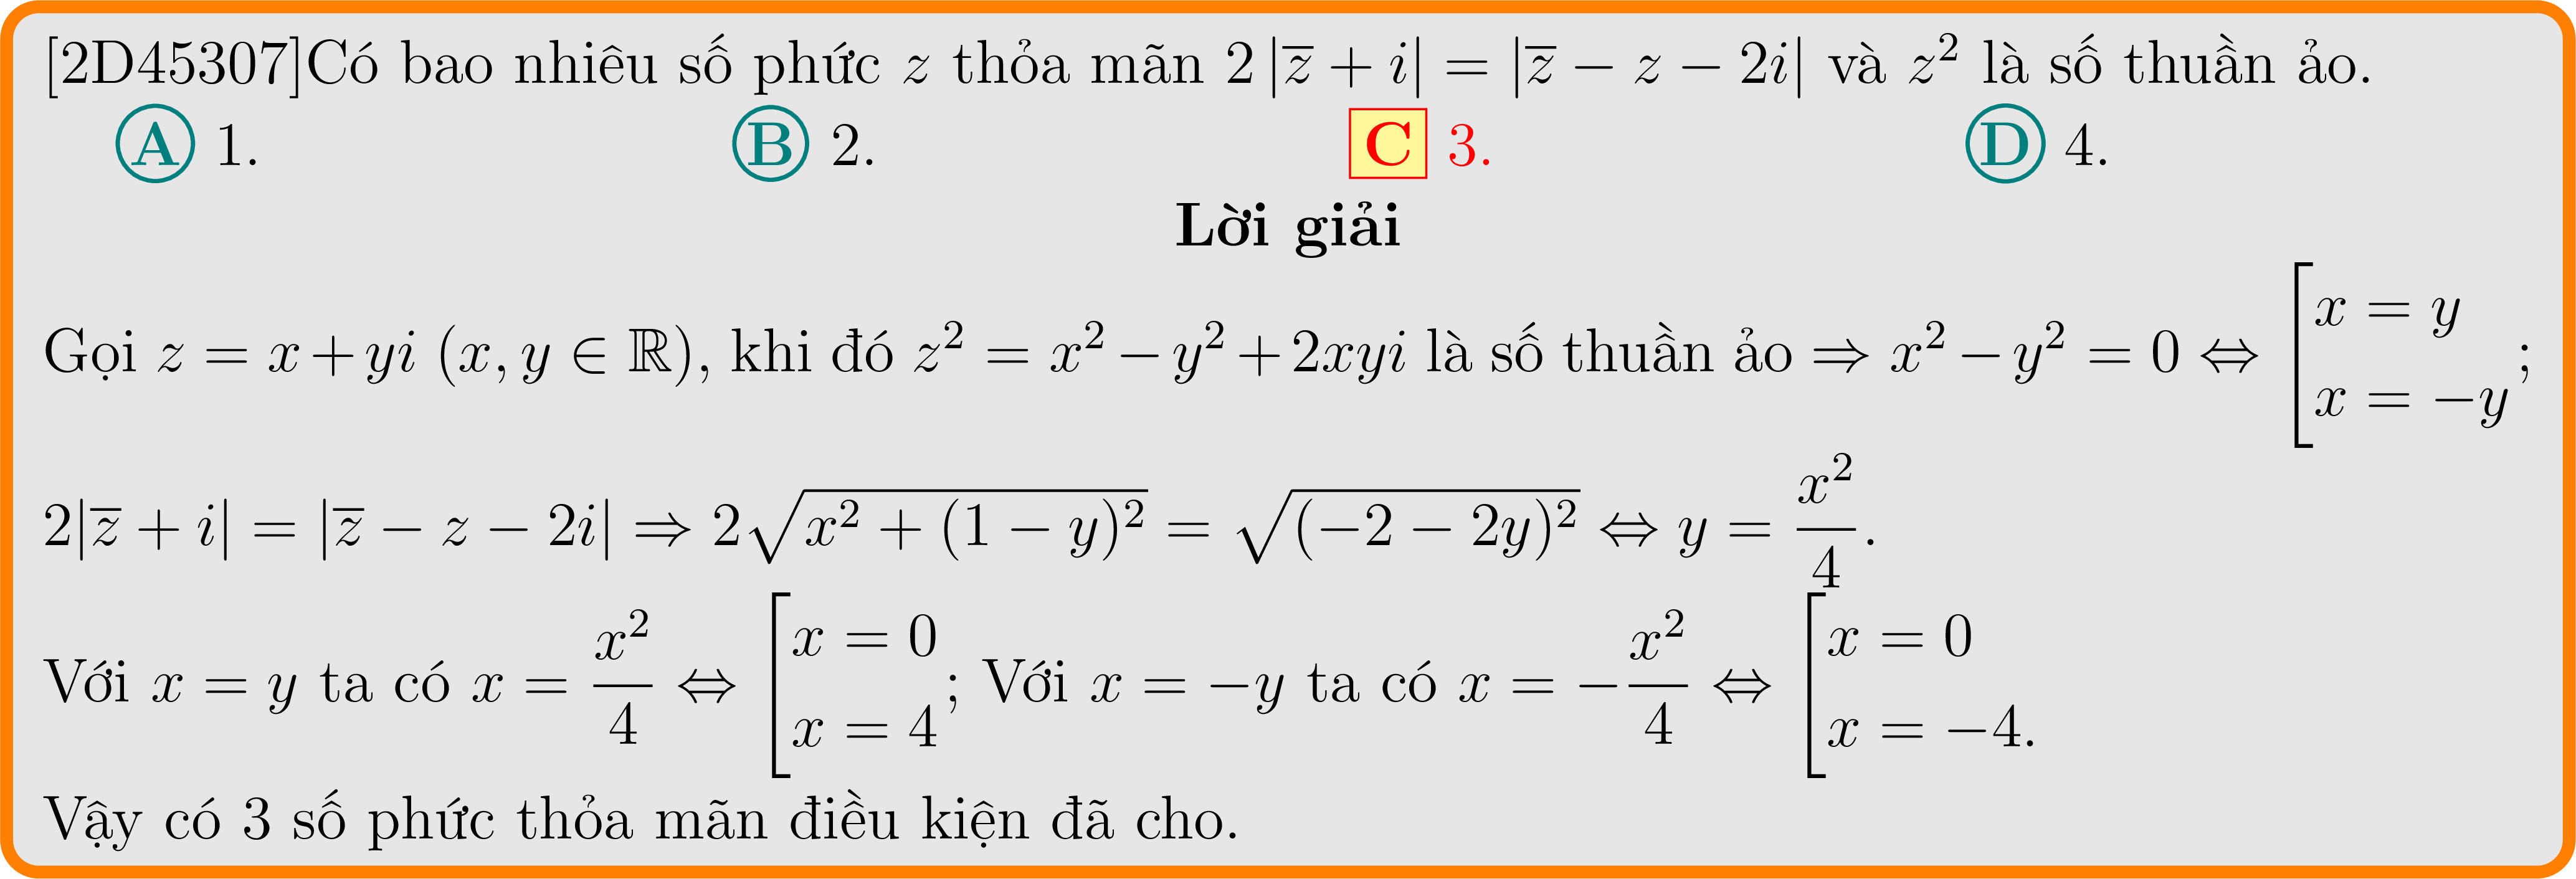 [2D45307]Có bao nhiêu số phức $z$ thỏa mãn $2\left|\overline{z}+i\right|=\left|\overline{z}-z-2i\right|$ và $z^2$ là số thuần ảo.
A 1. B 2. C 3. D 4.
Lời giải
Gọi $z=x+yi$ $(x,y\in\mathbb{R})$, khi đó $z^2=x^2-y^2+2xyi$ là số thuần ảo $\Rightarrow x^2-y^2=0\Leftrightarrow\left[\begin{array}{l}x=y\\x=-y\end{array}\right.$;
$2|\overline{z}+i|=|\overline{z}-z-2i|\Rightarrow 2\sqrt{x^2+(1-y)^2}=\sqrt{(-2-2y)^2}\Leftrightarrow y=\dfrac{x^2}{4}$.
Với $x=y$ ta có $x=\dfrac{x^2}{4}\Leftrightarrow\left[\begin{array}{l}x=0\\x=4\end{array}\right.$; Với $x=-y$ ta có $x=-\dfrac{x^2}{4}\Leftrightarrow\left[\begin{array}{l}x=0\\x=-4.\end{array}\right.$
Vậy có 3 số phức thỏa mãn điều kiện đã cho.